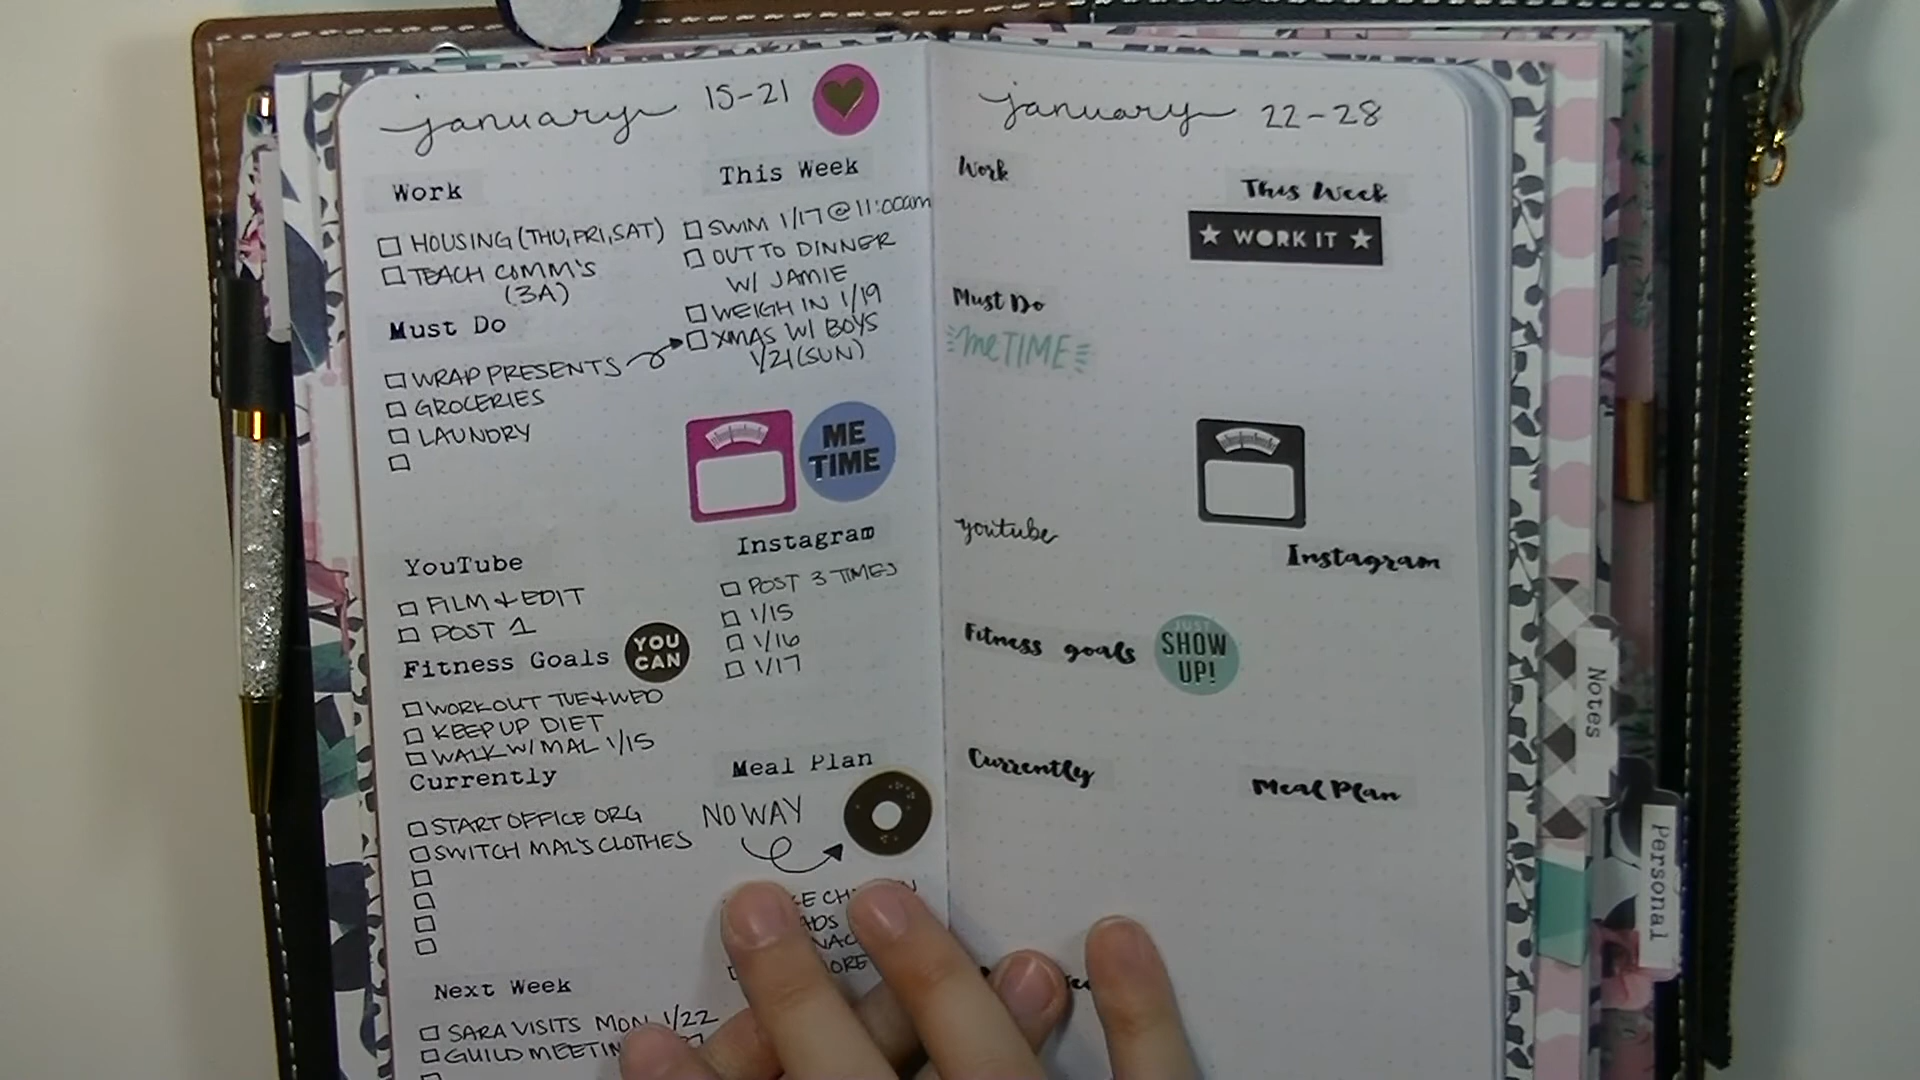 january 15-21
Work
☐ HOUSING (THU, FRI, SAT)
☐ TEACH COMM'S
(3A)
Must Do
☐ WRAP PRESENTS
☐ GROCERIES
☐ LAUNDRY
☐
This Week
☐ SWIM 1/17 @ 11:00am
☐ OUT TO DINNER
W/ JAMIE
☐ WEIGH IN 1/19
☐ XMAS W/ BOYS
1/21 (SUN)
ME
TIME
YouTube
☐ FILM + EDIT
☐ POST 1
Fitness Goals
YOU
CAN
☐ WORKOUT TUE + WED
☐ KEEP UP DIET
☐ WALK W/ MAL 1/15
Instagram
☐ POST 3 TIMES
☐ 1/15
☐ 1/16
☐ 1/17
Currently
☐ START OFFICE ORG
☐ SWITCH MAL'S CLOTHES
☐
☐
☐
☐
Meal Plan
NO WAY
Next Week
☐ SARA VISITS MON 1/22
☐ GUILD
january 22-28
Work
This Week
★ WORK IT ★
Must Do
me TIME
youtube
Instagram
Fitness goals
JUST
SHOW
UP!
Currently
Meal Plan
Notes
Personal